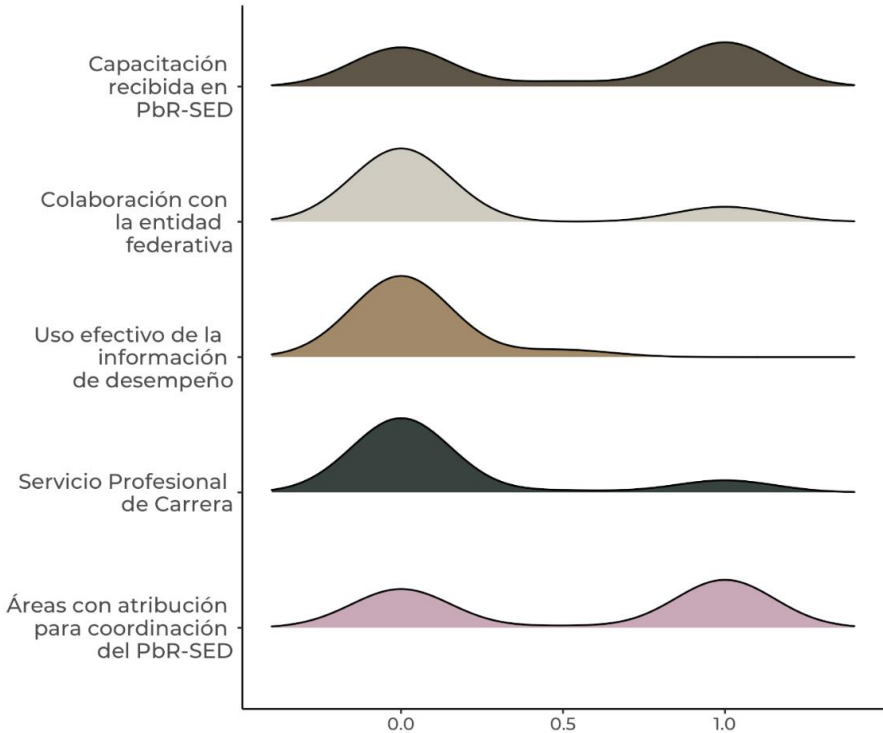 Capacitación
recibida en
PbR-SED
Colaboración con
la entidad
federativa
Uso efectivo de la
información
de desempeño
Servicio Profesional
de Carrera
Áreas con atribución
para coordinación
del PbR-SED
0.0 0.5 1.0